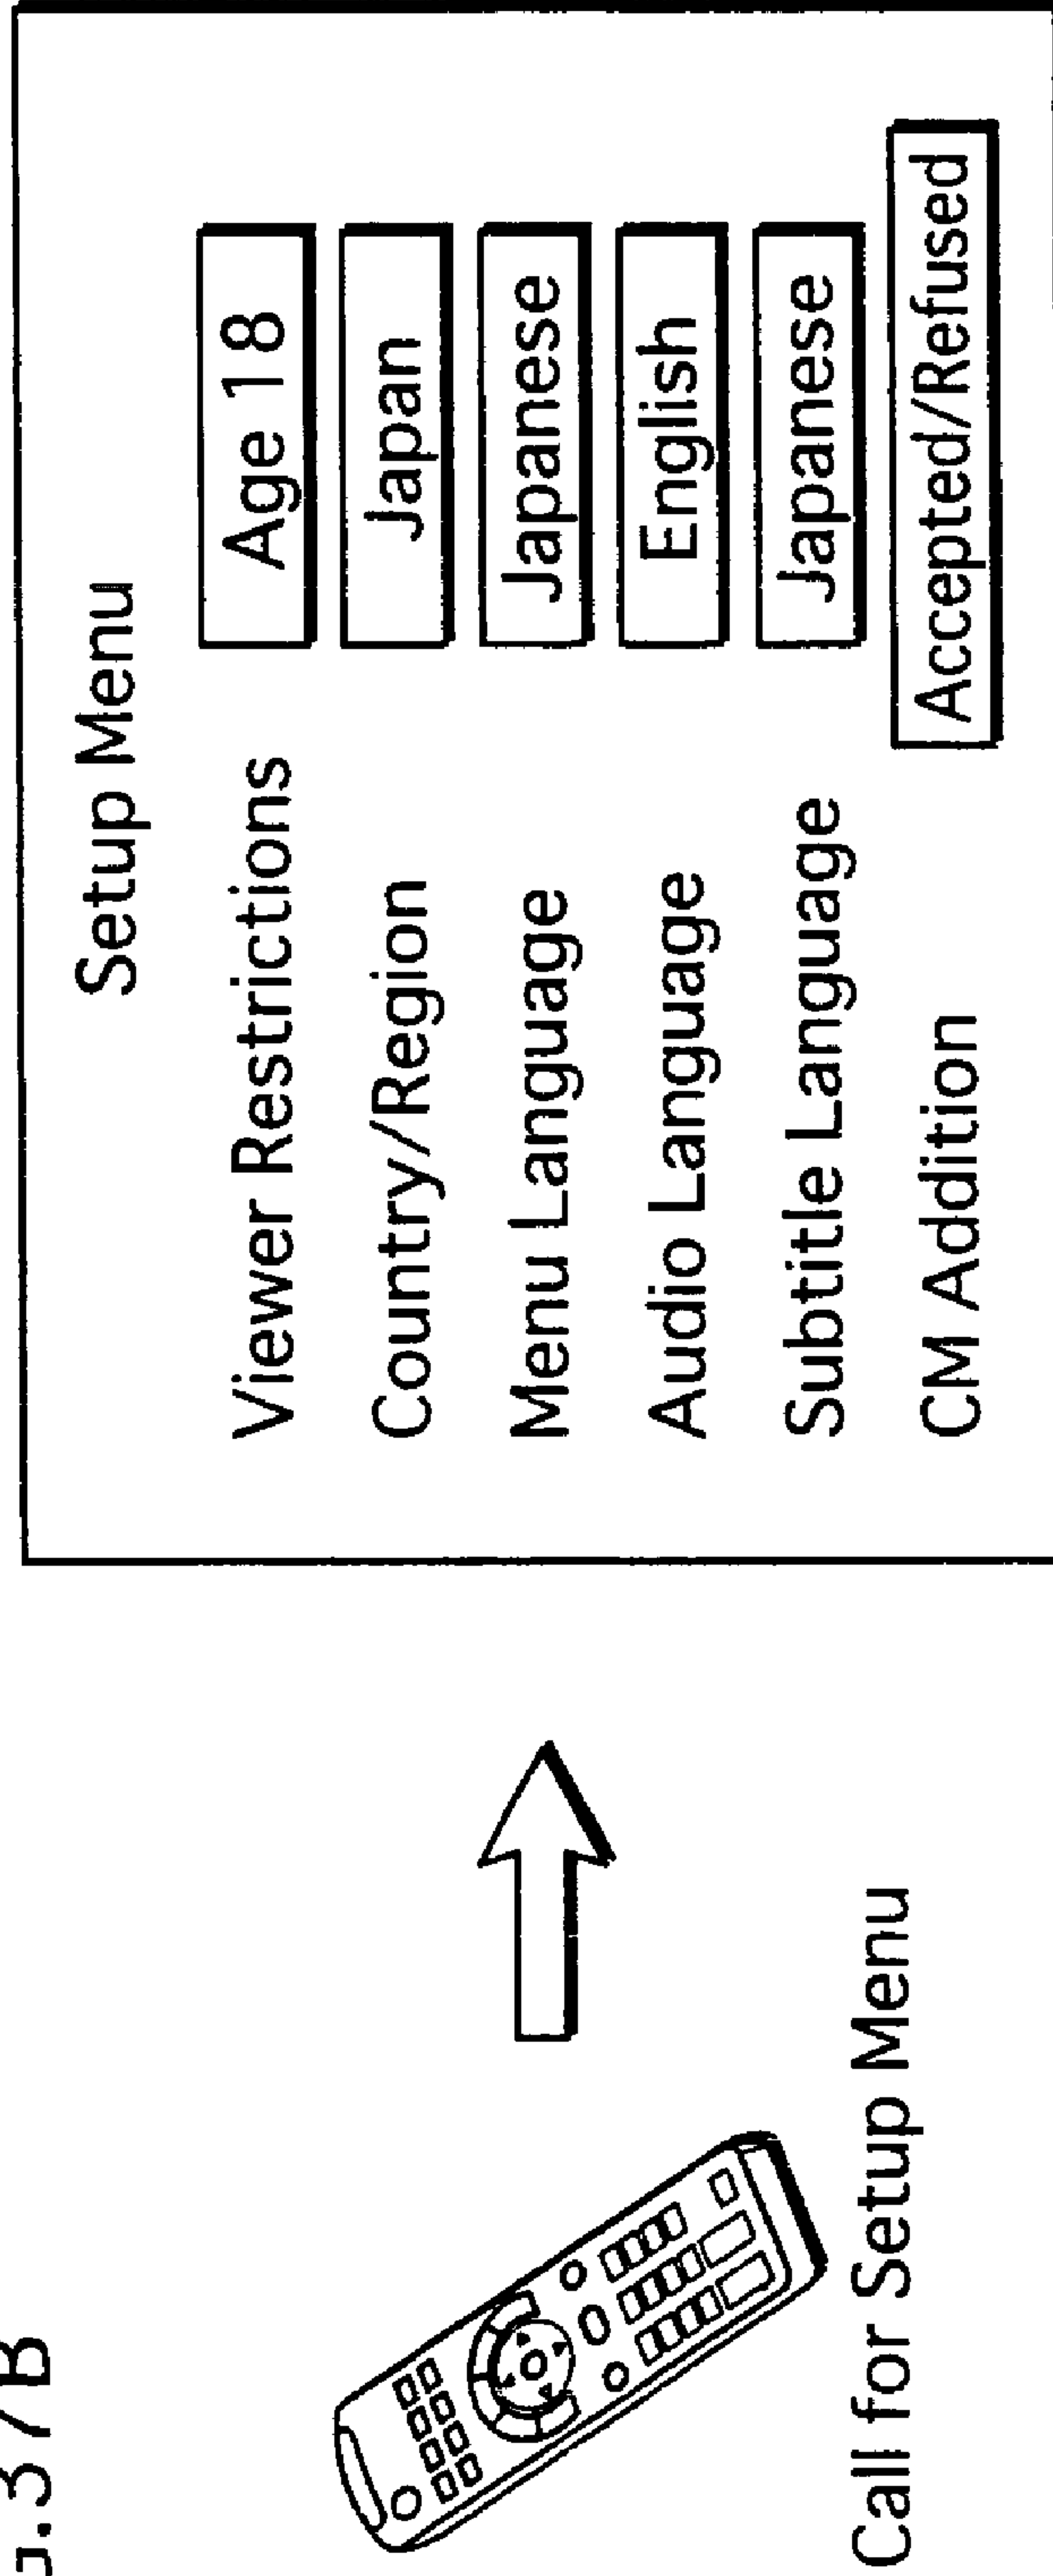 .37B
Call for Setup Menu
Setup Menu
Viewer Restrictions Age 18
Country/Region Japan
Menu Language Japanese
Audio Language English
Subtitle Language Japanese
CM Addition Accepted/Refused